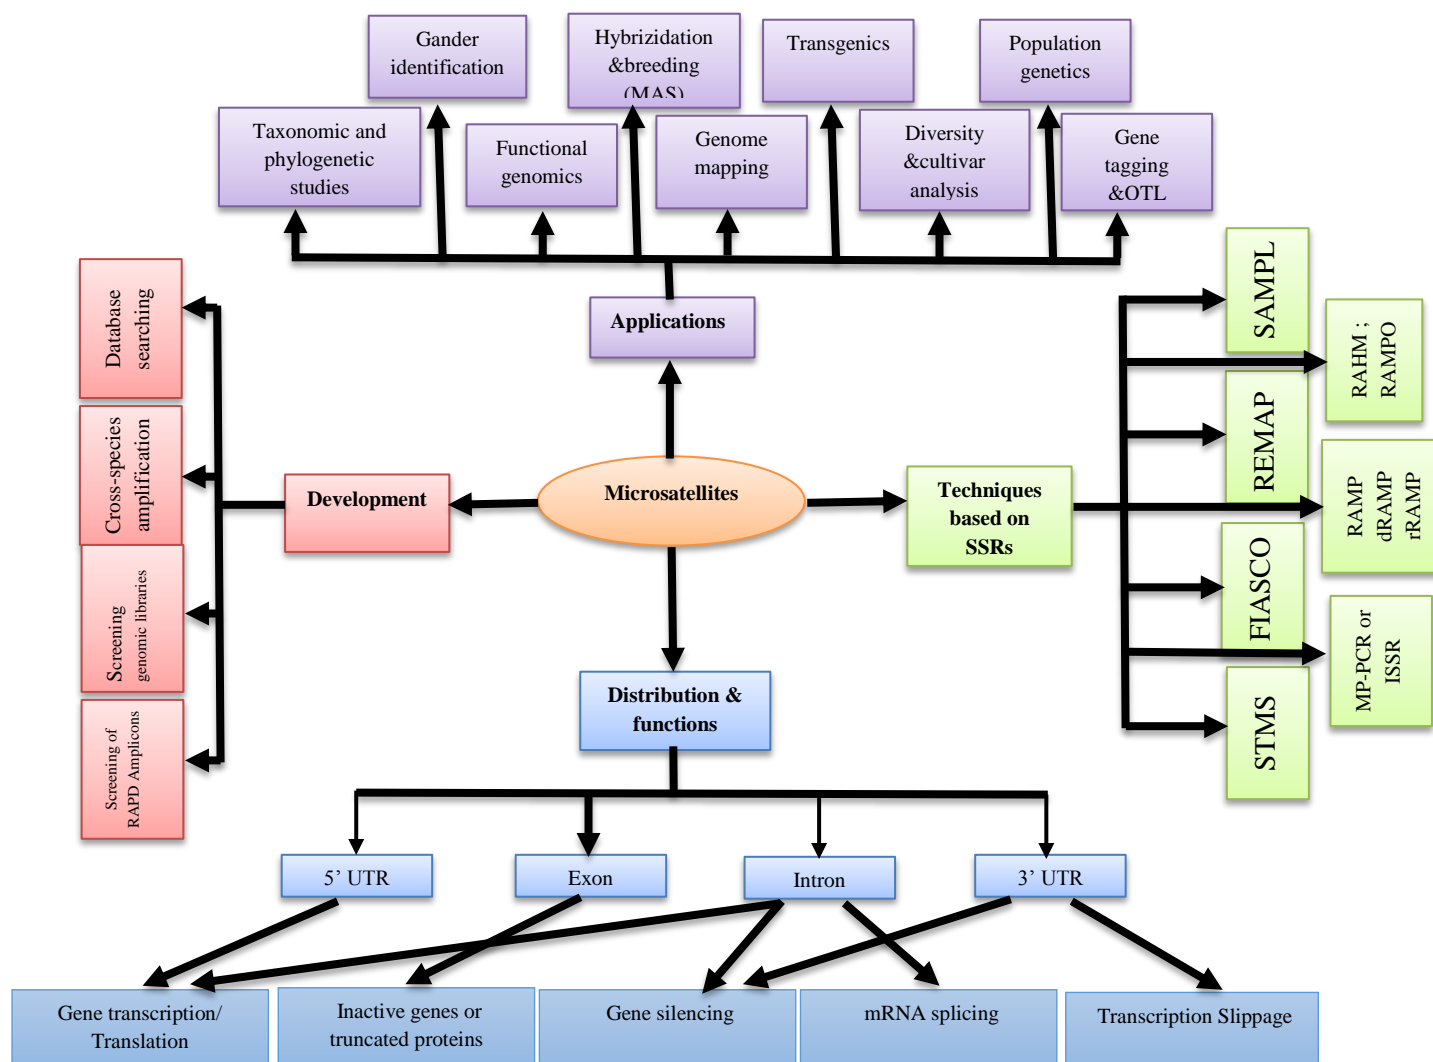 Gander
identification
Hybrizidation
&breeding
(MAS)
Transgenics
Population
genetics
Taxonomic and
phylogenetic
studies
Functional
genomics
Genome
mapping
Diversity
&cultivar
analysis
Gene
tagging
&OTL
Applications
Database
searching
Cross-species
amplification
Screening
genomic libraries
Screening of
RAPD Amplicons
Development
Microsatellites
Techniques
based on
SSRs
SAMPL
RAHM ;
RAMPO
REMAP
RAMP
dRAMP
rRAMP
FIASCO
MP-PCR or
ISSR
STMS
Distribution &
functions
5’ UTR
Exon
Intron
3’ UTR
Gene transcription/
Translation
Inactive genes or
truncated proteins
Gene silencing
mRNA splicing
Transcription Slippage